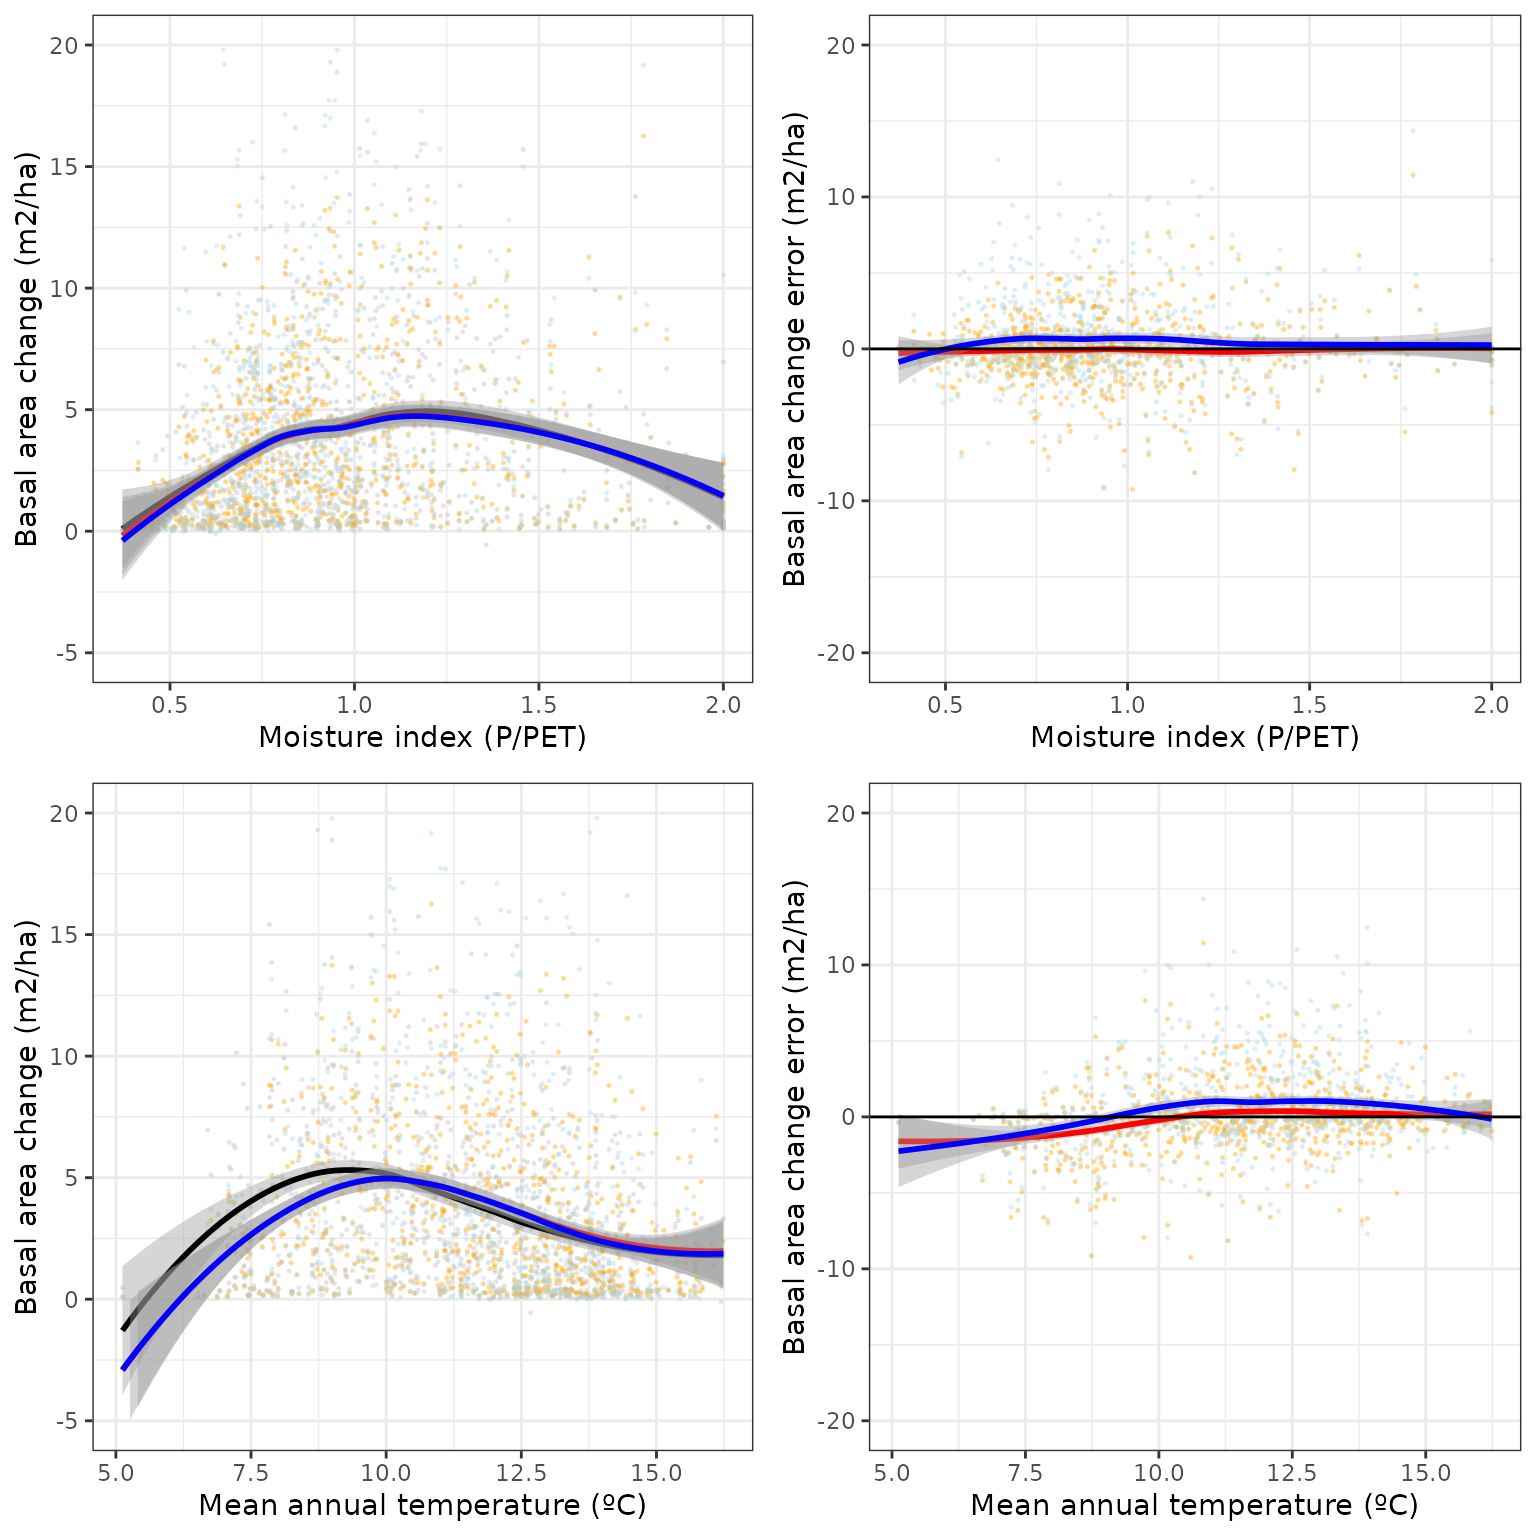 20
15
10
5
0
-5
Basal area change (m2/ha)
0.5 1.0 1.5 2.0
Moisture index (P/PET)
20
10
0
-10
-20
Basal area change error (m2/ha)
0.5 1.0 1.5 2.0
Moisture index (P/PET)
20
15
10
5
0
-5
Basal area change (m2/ha)
5.0 7.5 10.0 12.5 15.0
Mean annual temperature (ºC)
20
10
0
-10
-20
Basal area change error (m2/ha)
5.0 7.5 10.0 12.5 15.0
Mean annual temperature (ºC)